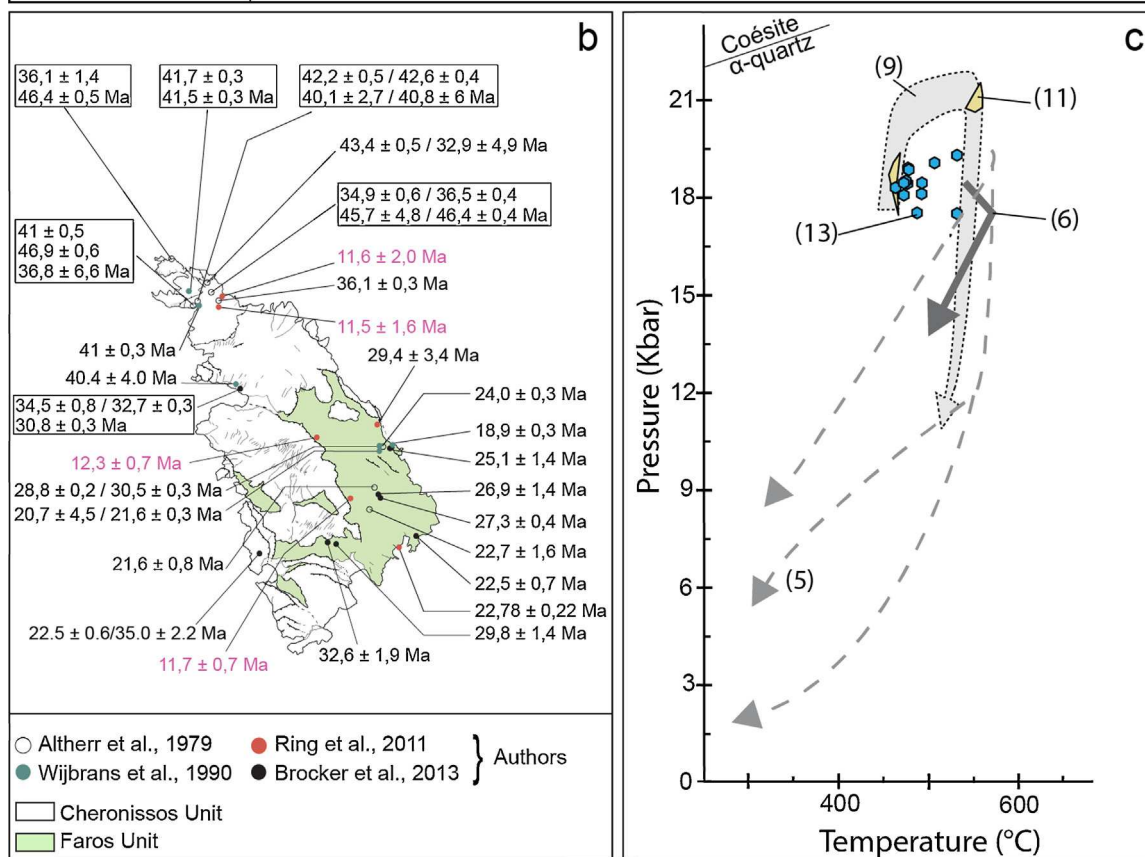 b
36,1 ± 1,4
46,4 ± 0,5 Ma
41,7 ± 0,3
41,5 ± 0,3 Ma
42,2 ± 0,5 / 42,6 ± 0,4
40,1 ± 2,7 / 40,8 ± 6 Ma
43,4 ± 0,5 / 32,9 ± 4,9 Ma
34,9 ± 0,6 / 36,5 ± 0,4
45,7 ± 4,8 / 46,4 ± 0,4 Ma
41 ± 0,5
46,9 ± 0,6
36,8 ± 6,6 Ma
11,6 ± 2,0 Ma
36,1 ± 0,3 Ma
11,5 ± 1,6 Ma
41 ± 0,3 Ma
29,4 ± 3,4 Ma
40.4 ± 4.0 Ma
24,0 ± 0,3 Ma
34,5 ± 0,8 / 32,7 ± 0,3
30,8 ± 0,3 Ma
18,9 ± 0,3 Ma
12,3 ± 0,7 Ma
25,1 ± 1,4 Ma
28,8 ± 0,2 / 30,5 ± 0,3 Ma
26,9 ± 1,4 Ma
20,7 ± 4,5 / 21,6 ± 0,3 Ma
27,3 ± 0,4 Ma
22,7 ± 1,6 Ma
21,6 ± 0,8 Ma
22,5 ± 0,7 Ma
22,78 ± 0,22 Ma
22.5 ± 0.6/35.0 ± 2.2 Ma
29,8 ± 1,4 Ma
32,6 ± 1,9 Ma
11,7 ± 0,7 Ma
Altherr et al., 1979
Ring et al., 2011
Wijbrans et al., 1990
Brocker et al., 2013
Authors
Cheronissos Unit
Faros Unit
c
Coésite
α-quartz
(9)
(11)
(6)
(13)
(5)
21
18
15
12
9
6
3
0
Pressure (Kbar)
400
600
Temperature (°C)